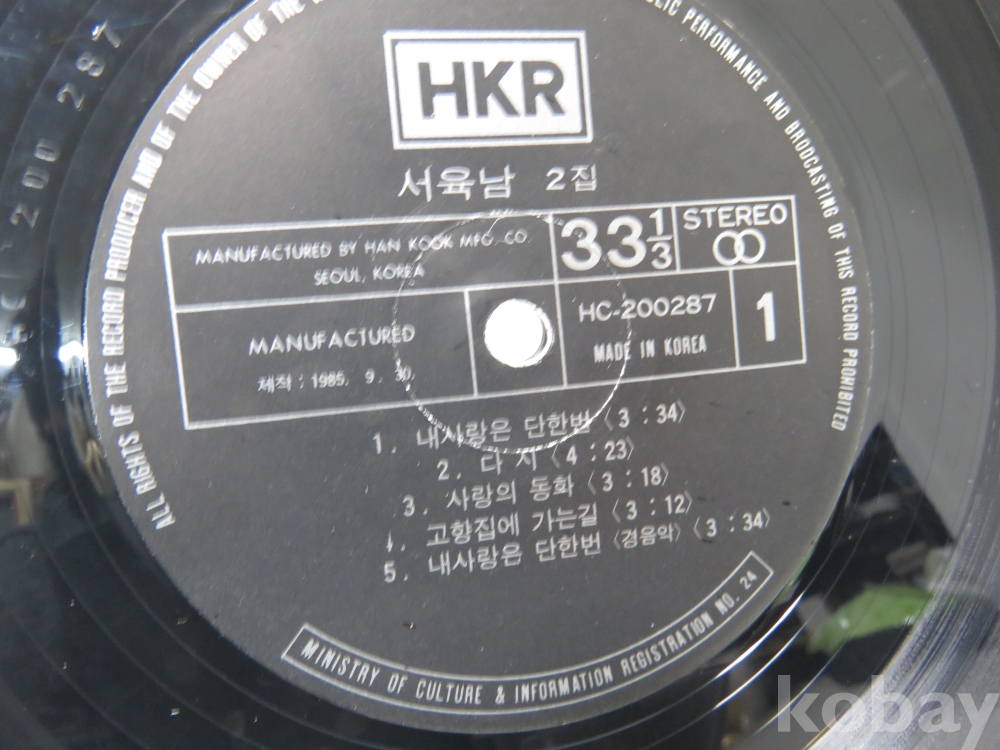 HKR
서육남 2집
MANUFACTURED BY HAN KOOK MFG. CO.
SEOUL, KOREA
33 1/3
STEREO
MANUFACTURED
제작 : 1985. 9. 30.
HC-200287
MADE IN KOREA
1
1. 내사랑은 단한번 〈3 : 34〉
2. 다 시 〈4 : 23〉
3. 사랑의 동화 〈3 : 18〉
4. 고향집에 가는길 〈3 : 12〉
5. 내사랑은 단한번 〈경음악〉 〈3 : 34〉
MINISTRY OF CULTURE & INFORMATION REGISTRATION NO. 24
ALL RIGHTS OF THE RECORD PRODUCER AND OF THE OWNER OF THE
PERFORMANCE AND BRODCASTING OF THIS RECORD PROHIBITED
200 287
kobay